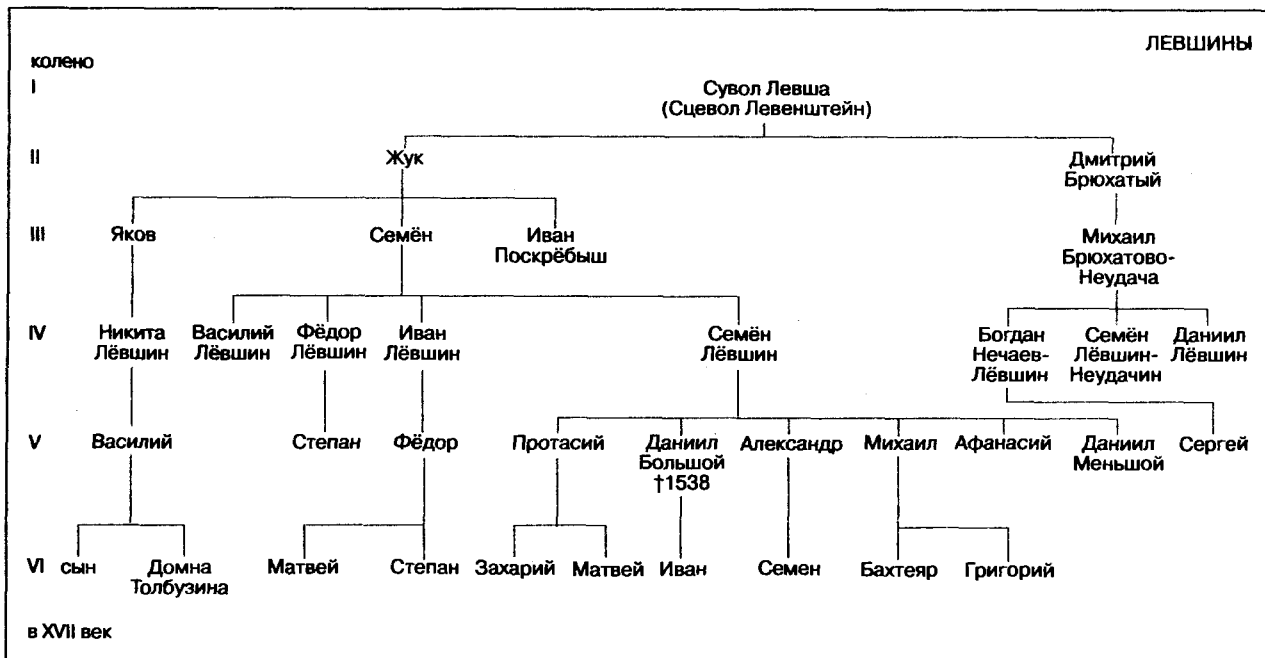 ЛЕВШИНЫ
колено
I
Сувол Левша
(Сцевол Левенштейн)
II
Жук
Дмитрий
Брюхатый
III
Яков
Семён
Иван
Поскрёбыш
Михаил
Брюхатово-
Неудача
IV
Никита
Лёвшин
Василий
Лёвшин
Фёдор
Лёвшин
Иван
Лёвшин
Семён
Лёвшин
Богдан
Нечаев-
Лёвшин
Семён
Лёвшин-
Неудачин
Даниил
Лёвшин
V
Василий
Степан
Фёдор
Протасий
Даниил
Большой
†1538
Александр
Михаил
Афанасий
Даниил
Меньшой
Сергей
VI
сын
Домна
Толбузина
Матвей
Степан
Захарий
Матвей
Иван
Семен
Бахтеяр
Григорий
в XVII век